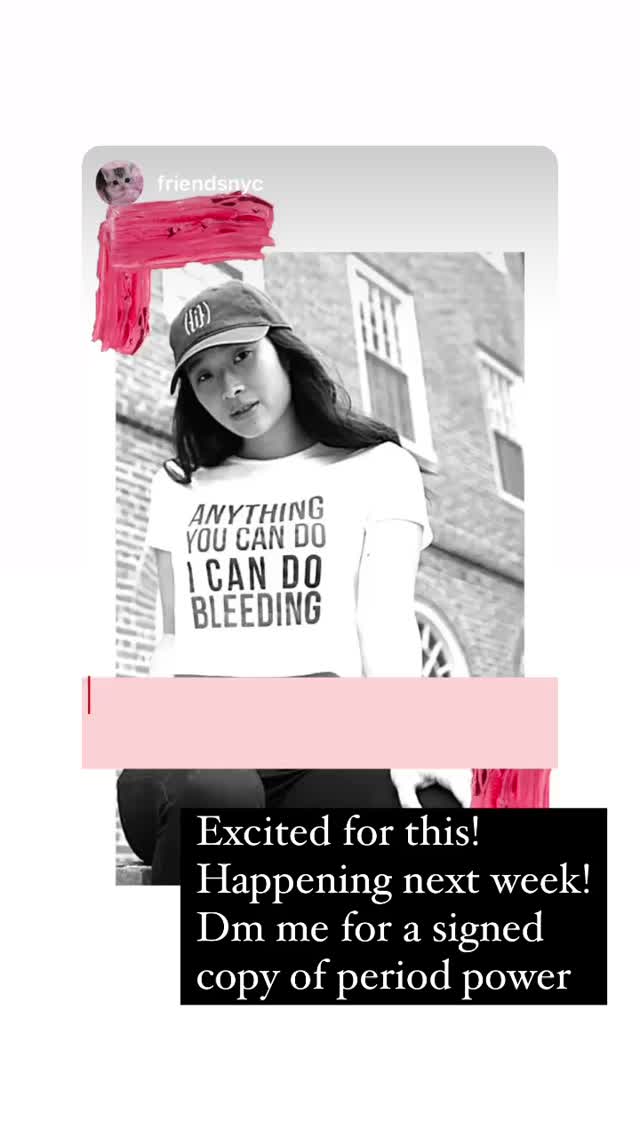 friendsnyc
ANYTHING
YOU CAN DO
I CAN DO
BLEEDING
Excited for this!
Happening next week!
Dm me for a signed
copy of period power